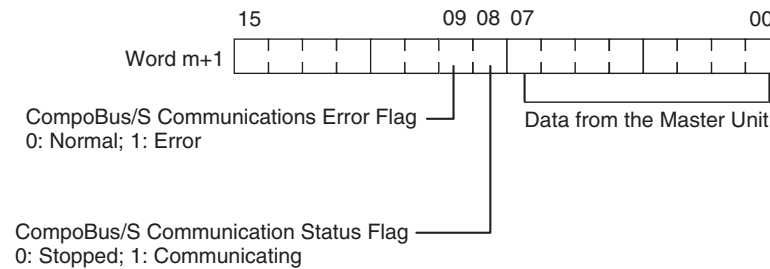 15 09 08 07 00
Word m+1
CompoBus/S Communications Error Flag
0: Normal; 1: Error
Data from the Master Unit
CompoBus/S Communication Status Flag
0: Stopped; 1: Communicating